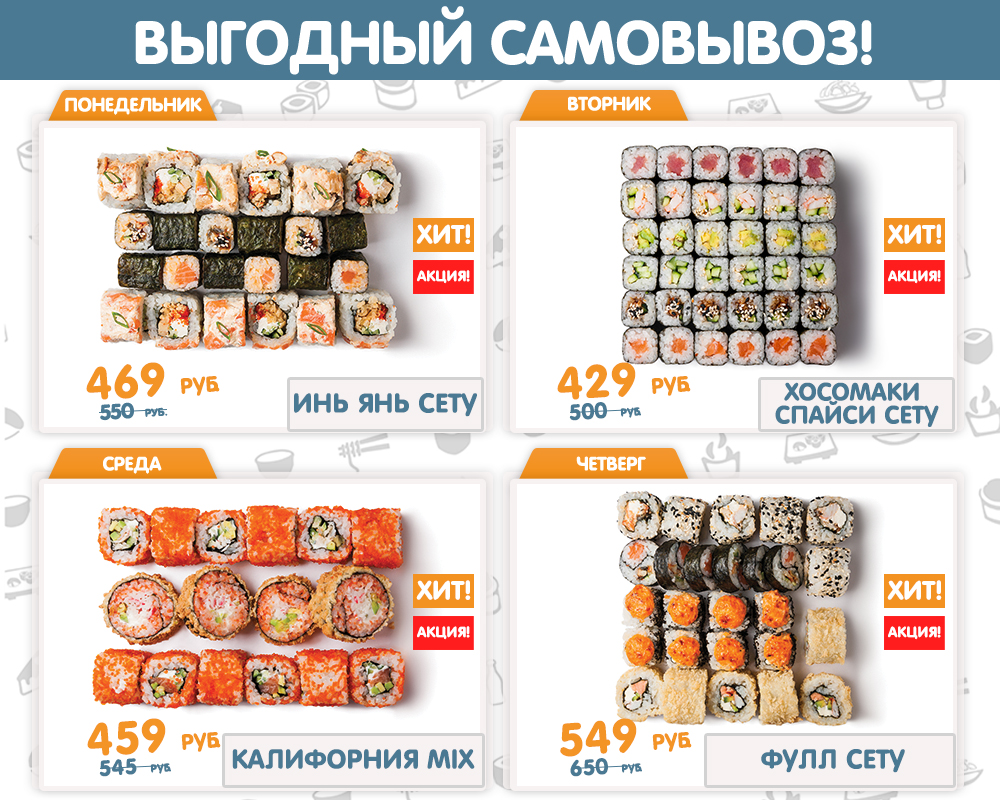 ВЫГОДНЫЙ САМОВЫВОЗ!
ПОНЕДЕЛЬНИК
ХИТ!
АКЦИЯ!
469 РУБ
550 РУБ.
ИНЬ ЯНЬ СЕТУ
ВТОРНИК
ХИТ!
АКЦИЯ!
429 РУБ
500 РУБ
ХОСОМАКИ
СПАЙСИ СЕТУ
СРЕДА
ХИТ!
АКЦИЯ!
459 РУБ
545 РУБ
КАЛИФОРНИЯ MIX
ЧЕТВЕРГ
ХИТ!
АКЦИЯ!
549 РУБ
650 РУБ
ФУЛЛ СЕТУ